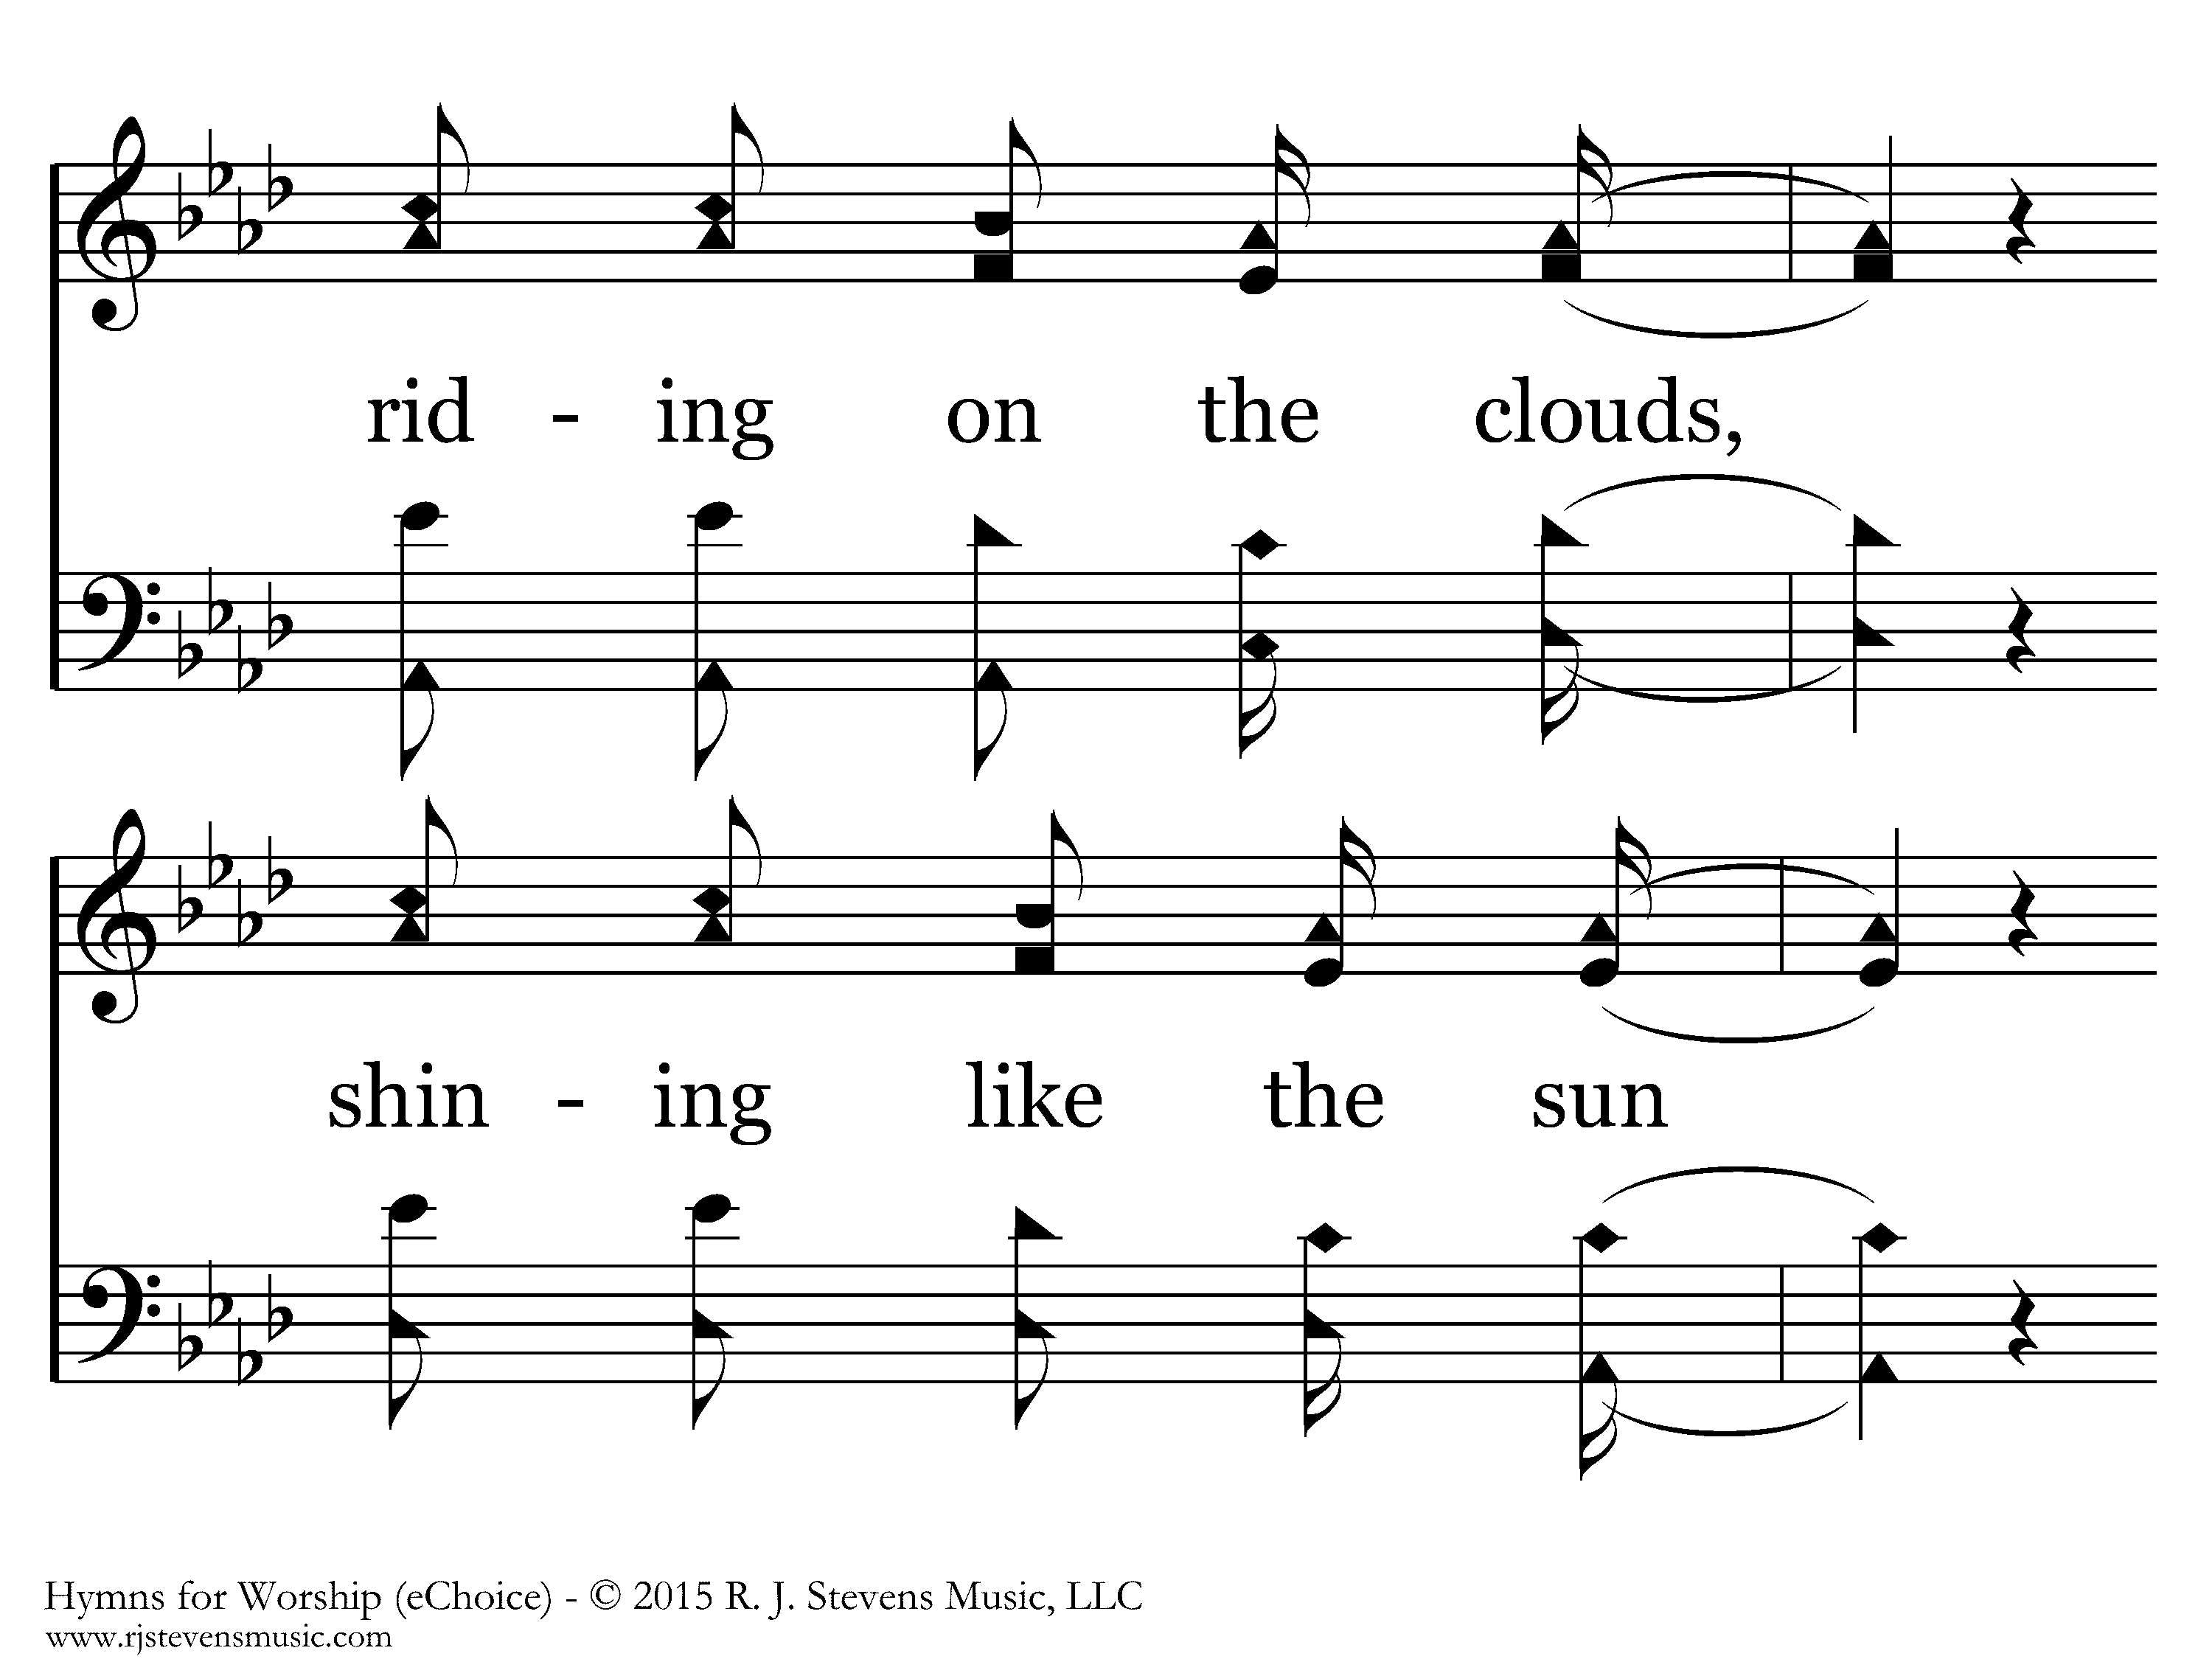 rid - ing on the clouds,
shin - ing like the sun
Hymns for Worship (eChoice) - © 2015 R. J. Stevens Music, LLC
www.rjstevensmusic.com